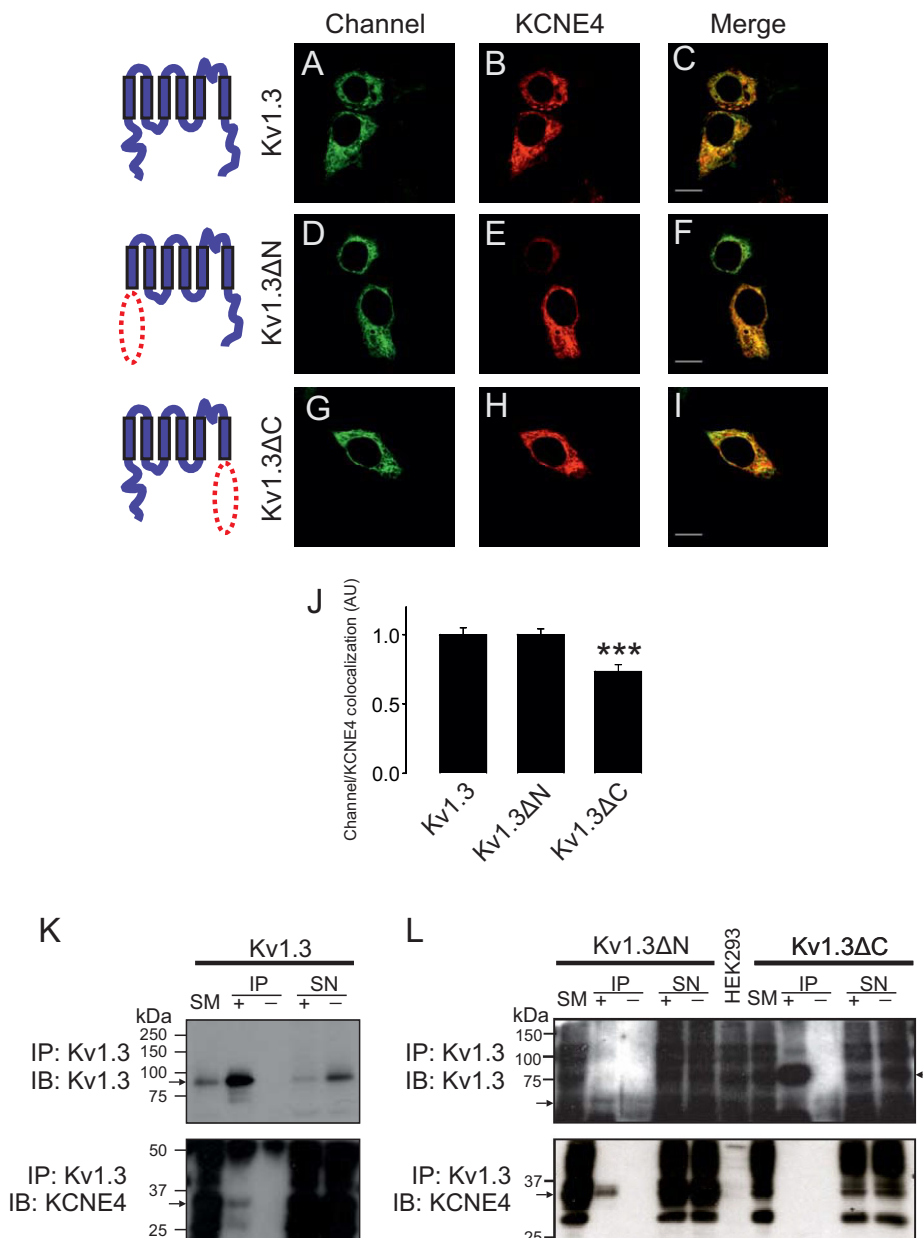 Channel KCNE4 Merge
Kv1.3
A B C
Kv1.3ΔN
D E F
Kv1.3ΔC
G H I
J
Channel/KCNE4 colocalization (AU)
1.0
0.5
0.0
***
Kv1.3 Kv1.3ΔN Kv1.3ΔC
K
Kv1.3
SM IP SN
+ – + –
kDa
250
150
100
75
IP: Kv1.3
IB: Kv1.3
50
37
25
IP: Kv1.3
IB: KCNE4
L
Kv1.3ΔN HEK293 Kv1.3ΔC
SM IP SN SM IP SN
+ – + – + – + –
kDa
150
100
75
IP: Kv1.3
IB: Kv1.3
37
25
IP: Kv1.3
IB: KCNE4